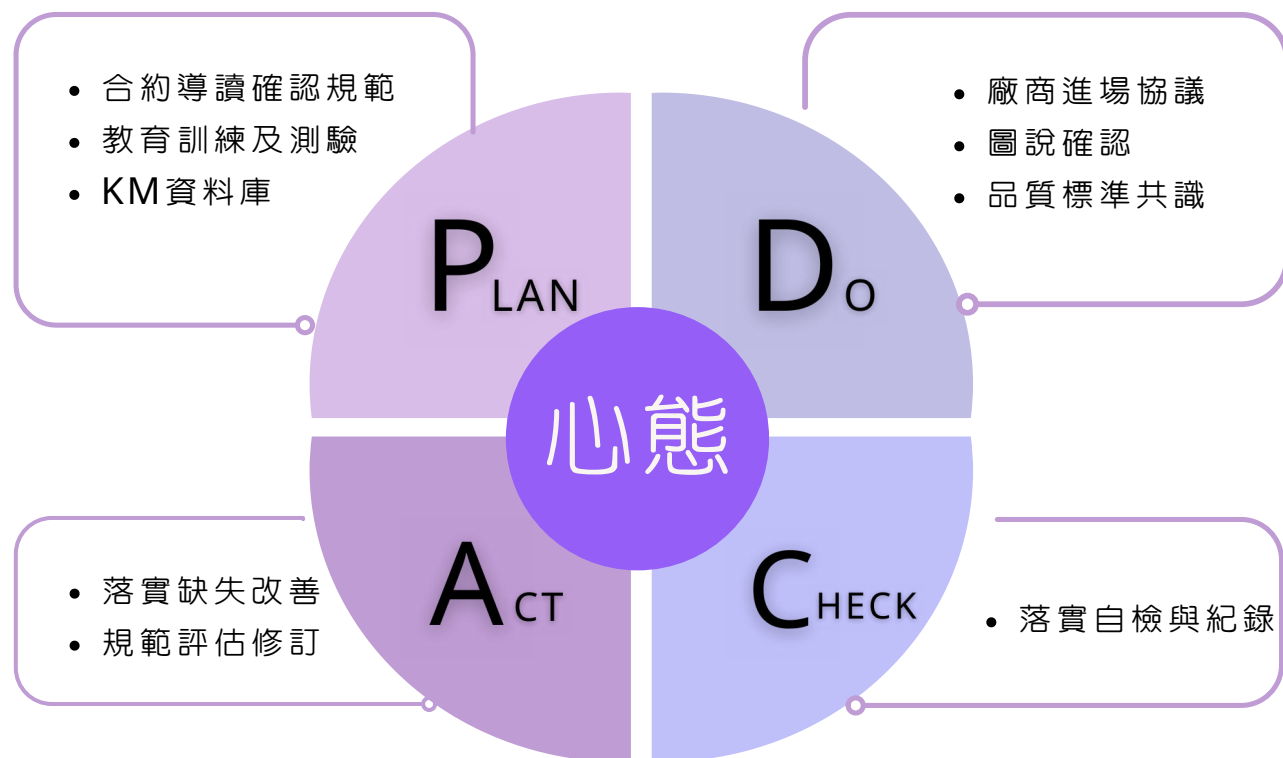 • 合約導讀確認規範
• 教育訓練及測驗
• KM資料庫
PLAN
• 廠商進場協議
• 圖說確認
• 品質標準共識
DO
心態
• 落實缺失改善
• 規範評估修訂
ACT
CHECK
• 落實自檢與紀錄